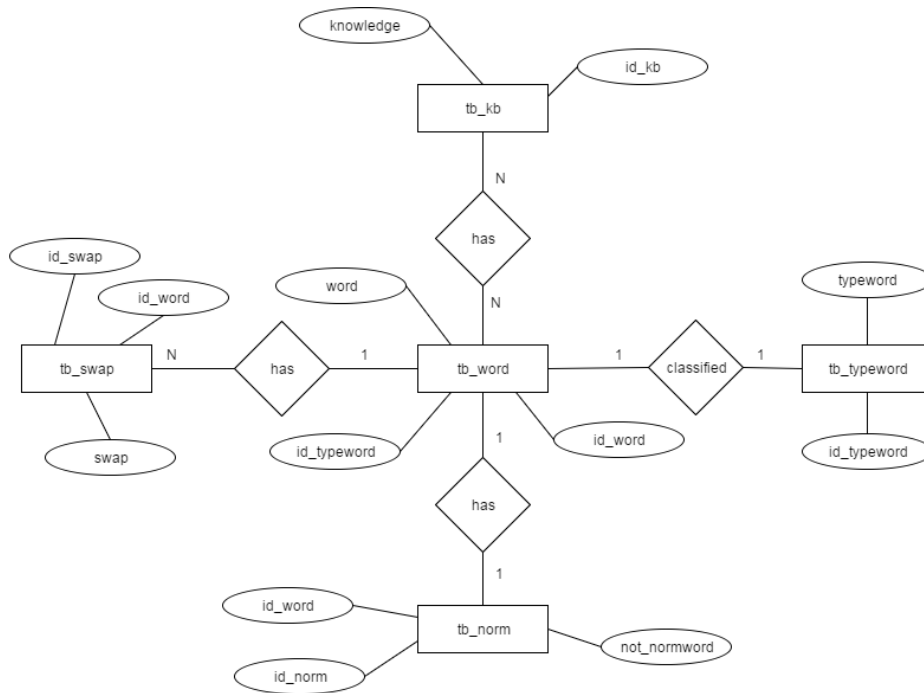 knowledge
id_kb
tb_kb
N
has
id_swap
id_word
word
N
typeword
tb_swap
N
has
1
tb_word
1
classified
1
tb_typeword
swap
id_typeword
1
id_word
id_typeword
has
1
id_word
tb_norm
not_normword
id_norm